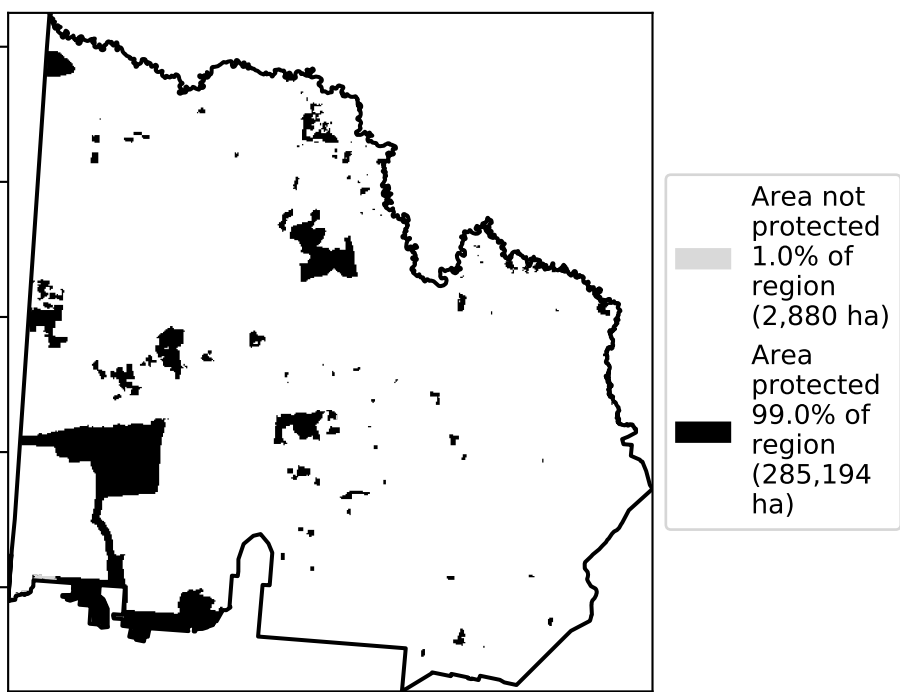 Area not
protected
1.0% of
region
(2,880 ha)
Area
protected
99.0% of
region
(285,194
ha)